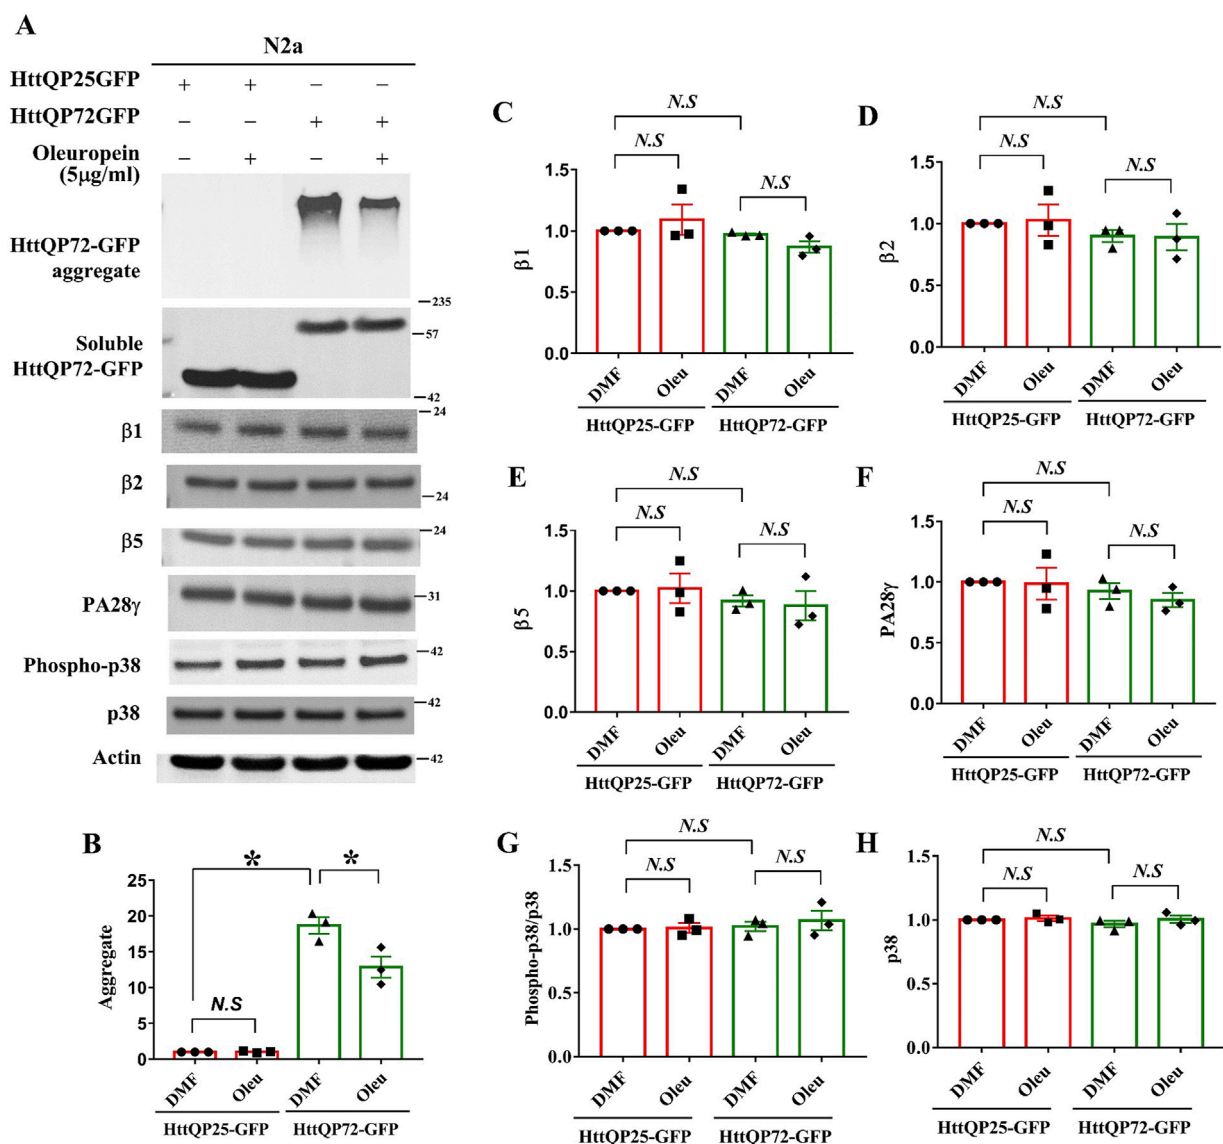 A
N2a
HttQP25GFP + + – –
HttQP72GFP – – + +
Oleuropein – + – +
(5μg/ml)
HttQP72-GFP
aggregate
–235
Soluble
HttQP72-GFP
–57
–42
β1
–24
β2
–24
β5
–24
PA28γ
–31
Phospho-p38
–42
p38
–42
Actin
–42
B
Aggregate
25
20
15
10
5
0
*
*
N.S
DMF Oleu DMF Oleu
HttQP25-GFP HttQP72-GFP
C
β1
1.5
1.0
0.5
0.0
N.S
N.S
N.S
DMF Oleu DMF Oleu
HttQP25-GFP HttQP72-GFP
D
β2
1.5
1.0
0.5
0.0
N.S
N.S
N.S
DMF Oleu DMF Oleu
HttQP25-GFP HttQP72-GFP
E
β5
1.5
1.0
0.5
0.0
N.S
N.S
N.S
DMF Oleu DMF Oleu
HttQP25-GFP HttQP72-GFP
F
PA28γ
1.5
1.0
0.5
0.0
N.S
N.S
N.S
DMF Oleu DMF Oleu
HttQP25-GFP HttQP72-GFP
G
Phospho-p38/p38
1.5
1.0
0.5
0.0
N.S
N.S
N.S
DMF Oleu DMF Oleu
HttQP25-GFP HttQP72-GFP
H
p38
1.5
1.0
0.5
0.0
N.S
N.S
N.S
DMF Oleu DMF Oleu
HttQP25-GFP HttQP72-GFP